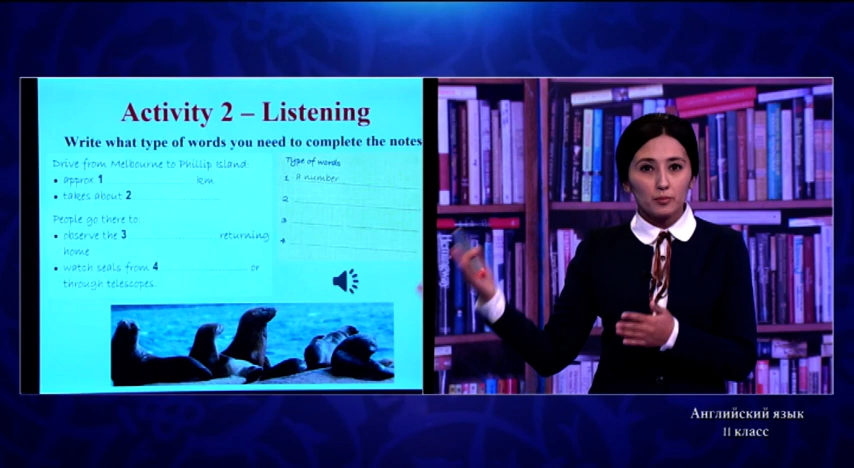 Activity 2 – Listening
Write what type of words you need to complete the notes
Drive from Melbourne to Phillip Island:
• approx 1 km
• takes about 2
People go there to:
• observe the 3 returning
home
• watch seals from 4 or
through telescopes.
Type of words
1 A number
2
3
4
Английский язык
11 класс